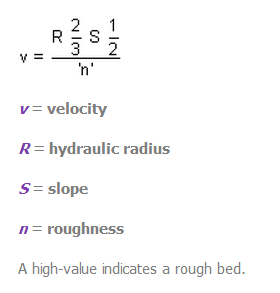 v = R 2/3 S 1/2 / 'n'
v = velocity
R = hydraulic radius
S = slope
n = roughness
A high-value indicates a rough bed.